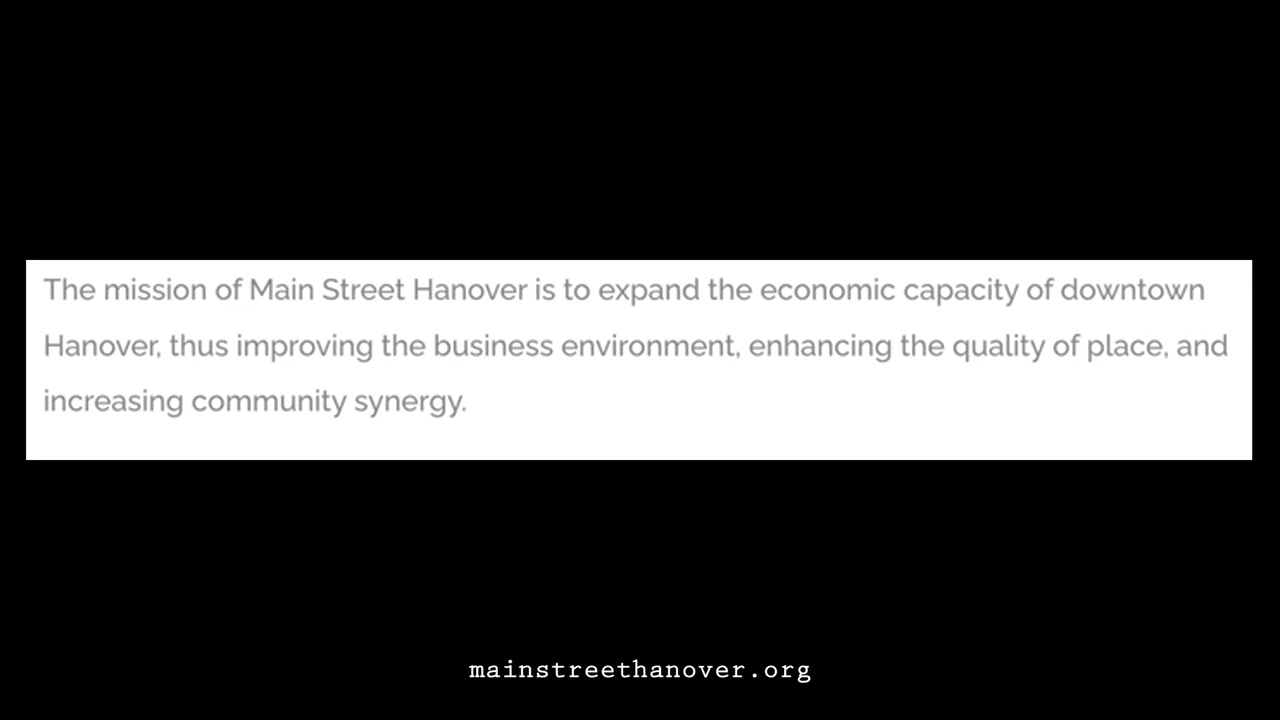 The mission of Main Street Hanover is to expand the economic capacity of downtown
Hanover, thus improving the business environment, enhancing the quality of place, and
increasing community synergy.
mainstreethanover.org